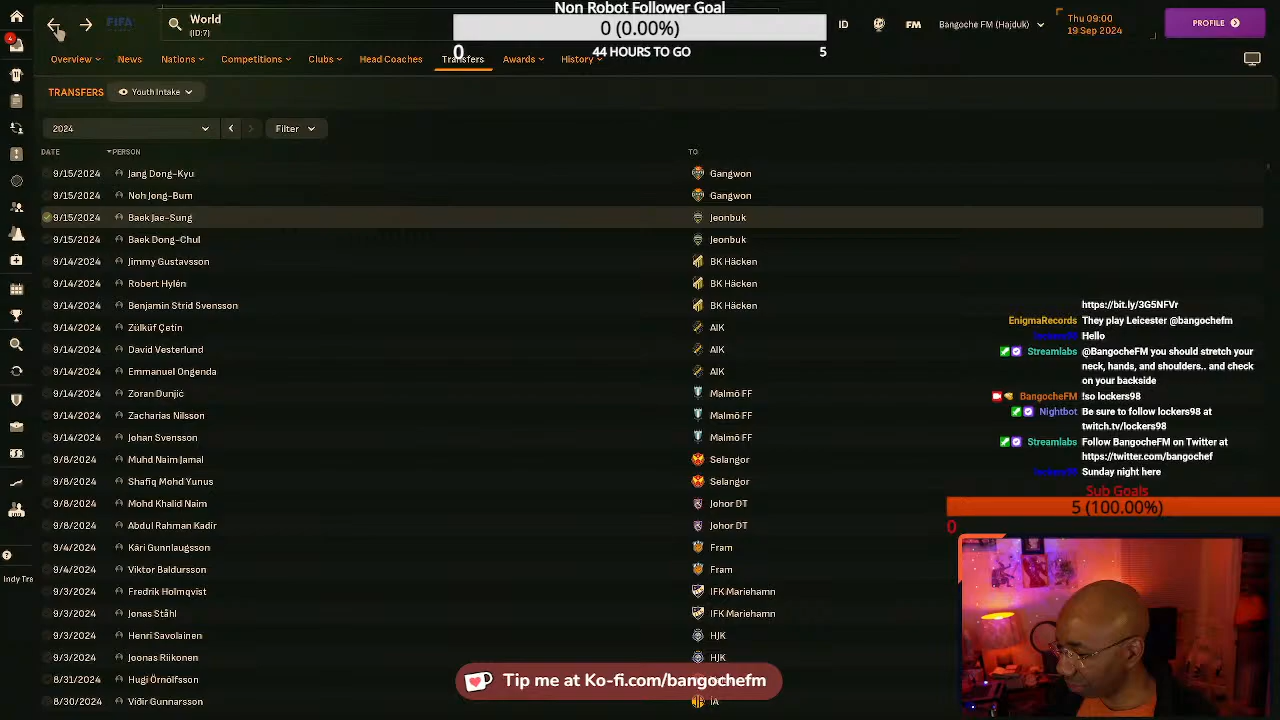 Non Robot Follower Goal
0 (0.00%)
0
44 HOURS TO GO
5
4
FIFA
World
(ID:7)
ID
FM
Bangoche FM (Hajduk)
Thu 09:00
19 Sep 2024
PROFILE
Overview
News
Nations
Competitions
Clubs
Head Coaches
Transfers
Awards
History
TRANSFERS
Youth Intake
2024
Filter
DATE
PERSON
TO
9/15/2024 Jang Dong-Kyu Gangwon
9/15/2024 Noh Jong-Bum Gangwon
9/15/2024 Baek Jae-Sung Jeonbuk
9/15/2024 Baek Dong-Chul Jeonbuk
9/14/2024 Jimmy Gustavsson BK Häcken
9/14/2024 Robert Hylén BK Häcken
9/14/2024 Benjamin Strid Svensson BK Häcken
9/14/2024 Zülküf Çetin AIK
9/14/2024 David Vesterlund AIK
9/14/2024 Emmanuel Ongenda AIK
9/14/2024 Zoran Dunjić Malmö FF
9/14/2024 Zacharias Nilsson Malmö FF
9/14/2024 Johan Svensson Malmö FF
9/8/2024 Muhd Naim Jamal Selangor
9/8/2024 Shafiq Mohd Yunus Selangor
9/8/2024 Mohd Khalid Naim Johor DT
9/8/2024 Abdul Rahman Kadir Johor DT
9/4/2024 Kári Gunnlaugsson Fram
9/4/2024 Viktor Baldursson Fram
9/3/2024 Fredrik Holmqvist IFK Mariehamn
9/3/2024 Jonas Ståhl IFK Mariehamn
9/3/2024 Henri Savolainen HJK
9/3/2024 Joonas Riikonen HJK
8/31/2024 Hugi Örnólfsson
8/30/2024 Viðir Gunnarsson ÍA
Indy Tre
https://bit.ly/3G5NFVr
EnigmaRecords They play Leicester @bangochefm
lockers98 Hello
Streamlabs @BangocheFM you should stretch your
neck, hands, and shoulders.. and check
on your backside
BangocheFM !so lockers98
Nightbot Be sure to follow lockers98 at
twitch.tv/lockers98
Streamlabs Follow BangocheFM on Twitter at
https://twitter.com/bangochef
lockers98 Sunday night here
Sub Goals
5 (100.00%)
0
Tip me at Ko-fi.com/bangochefm